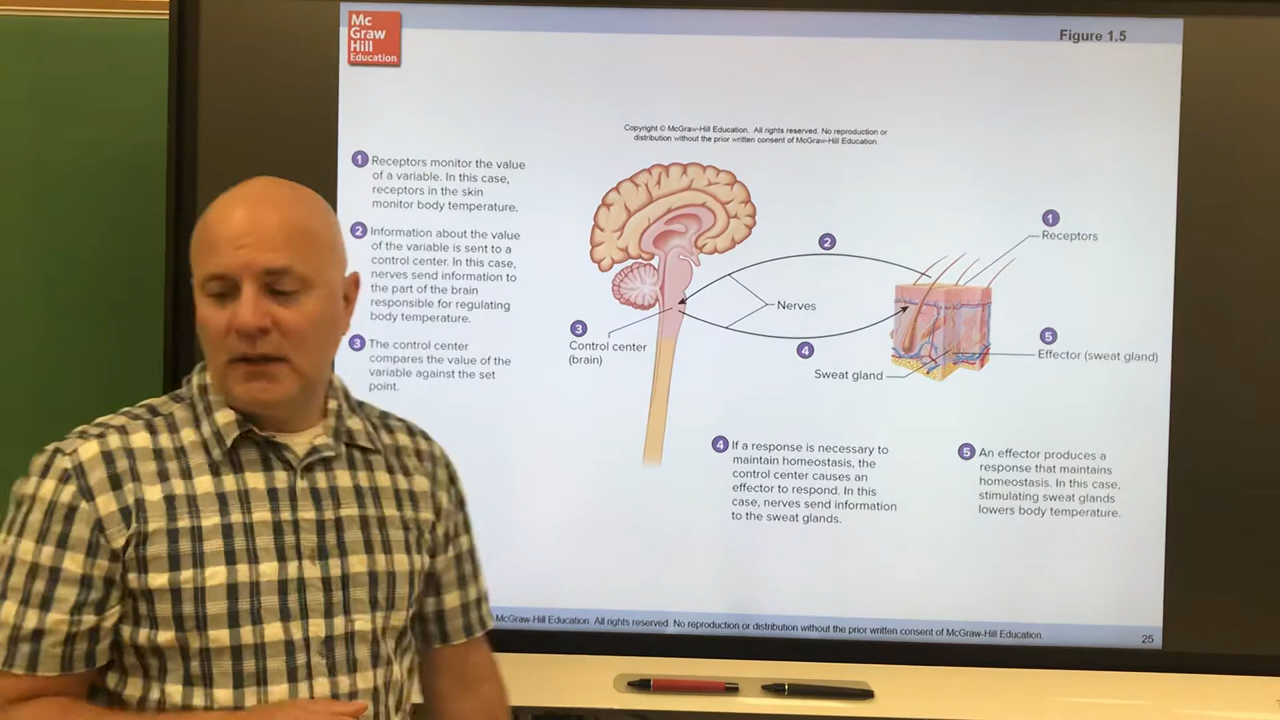 Mc
Graw
Hill
Education
Figure 1.5
Copyright © McGraw-Hill Education. All rights reserved. No reproduction or
distribution without the prior written consent of McGraw-Hill Education.
1 Receptors monitor the value
of a variable. In this case,
receptors in the skin
monitor body temperature.
2 Information about the value
of the variable is sent to a
control center. In this case,
nerves send information to
the part of the brain
responsible for regulating
body temperature.
3 The control center
compares the value of the
variable against the set
point.
2
1
Receptors
Nerves
3
Control center
(brain)
4
5
Effector (sweat gland)
Sweat gland
4 If a response is necessary to
maintain homeostasis, the
control center causes an
effector to respond. In this
case, nerves send information
to the sweat glands.
5 An effector produces a
response that maintains
homeostasis. In this case,
stimulating sweat glands
lowers body temperature.
McGraw-Hill Education. All rights reserved. No reproduction or distribution without the prior written consent of McGraw-Hill Education.
25